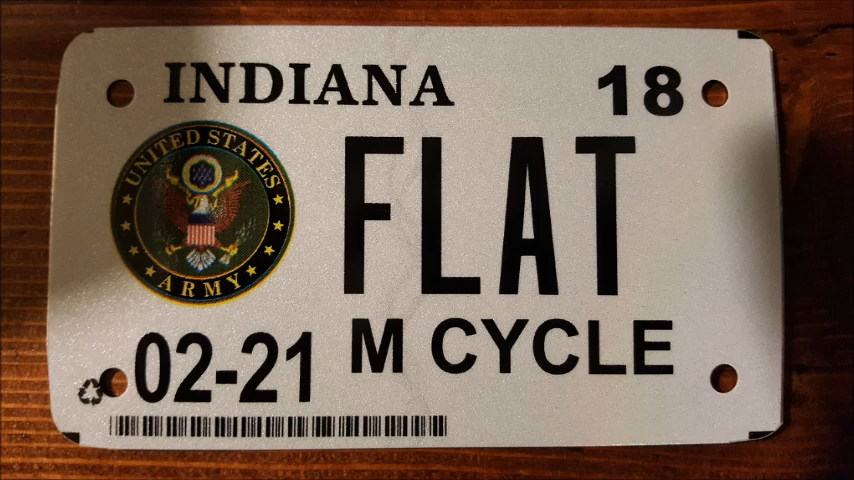 INDIANA 18
UNITED STATES
ARMY
FLAT
M CYCLE
02-21